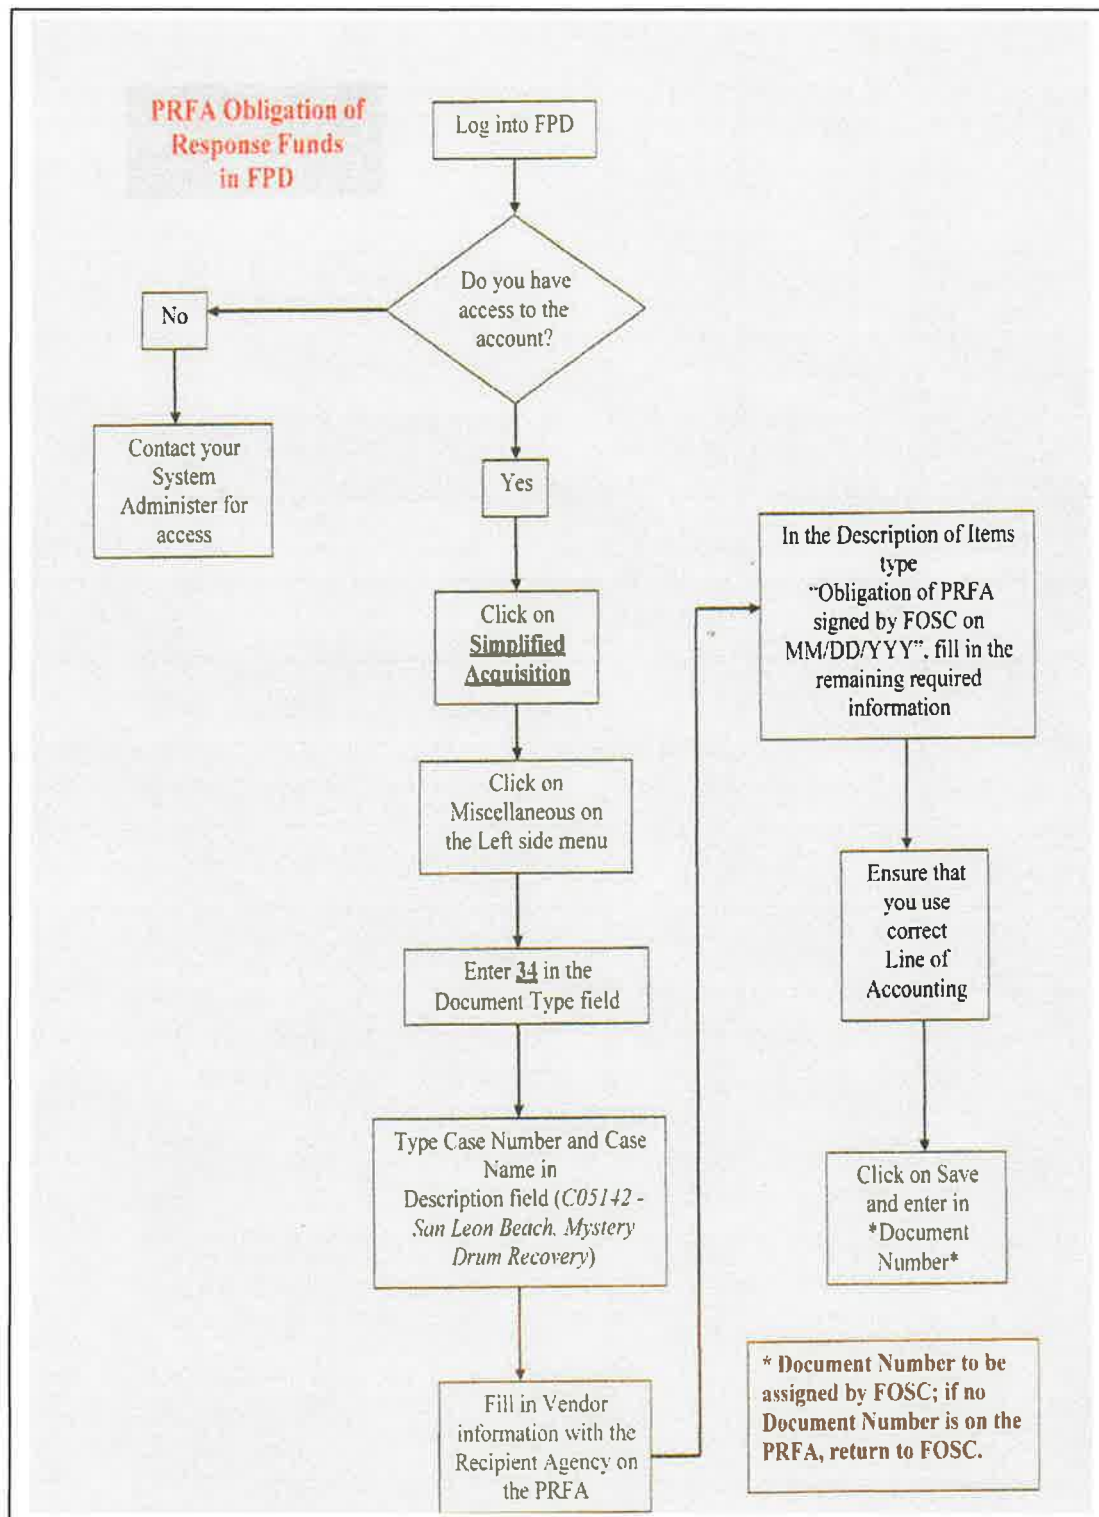 PRFA Obligation of
Response Funds
in FPD
Log into FPD
Do you have
access to the
account?
No
Contact your
System
Administer for
access
Yes
Click on
Simplified
Acquisition
Click on
Miscellaneous on
the Left side menu
Enter 34 in the
Document Type field
Type Case Number and Case
Name in
Description field (C05142 -
San Leon Beach, Mystery
Drum Recovery)
Fill in Vendor
information with the
Recipient Agency on
the PRFA
In the Description of Items
type
"Obligation of PRFA
signed by FOSC on
MM/DD/YYY", fill in the
remaining required
information
Ensure that
you use
correct
Line of
Accounting
Click on Save
and enter in
*Document
Number*
* Document Number to be
assigned by FOSC; if no
Document Number is on the
PRFA, return to FOSC.